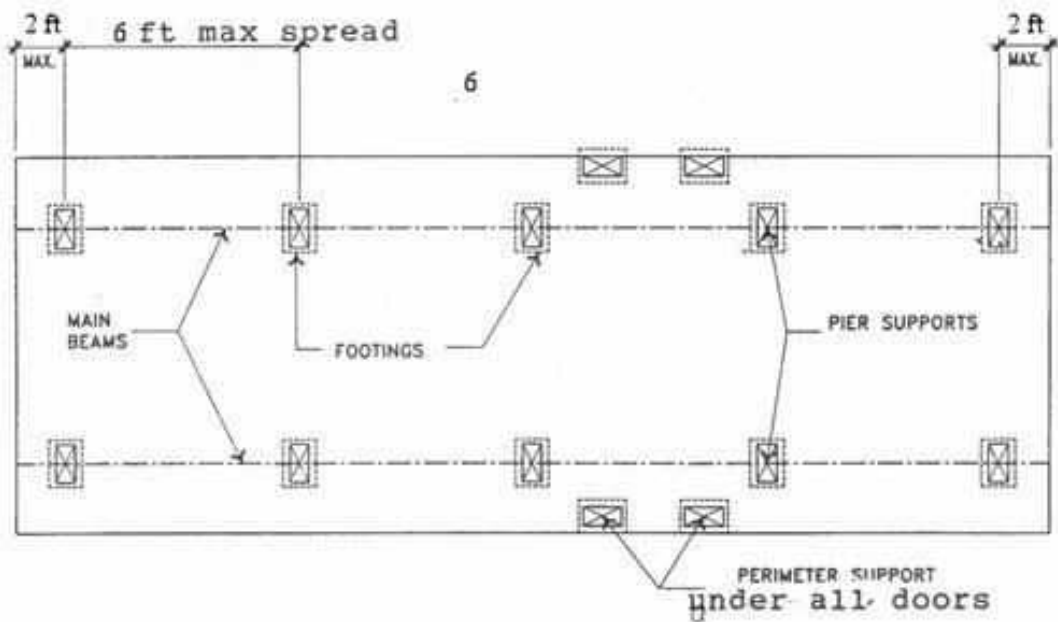 2 ft
6 ft max spread
2 ft
MAX.
MAX.
6
MAIN
BEAMS
FOOTINGS
PIER SUPPORTS
PERIMETER SUPPORT
under all doors